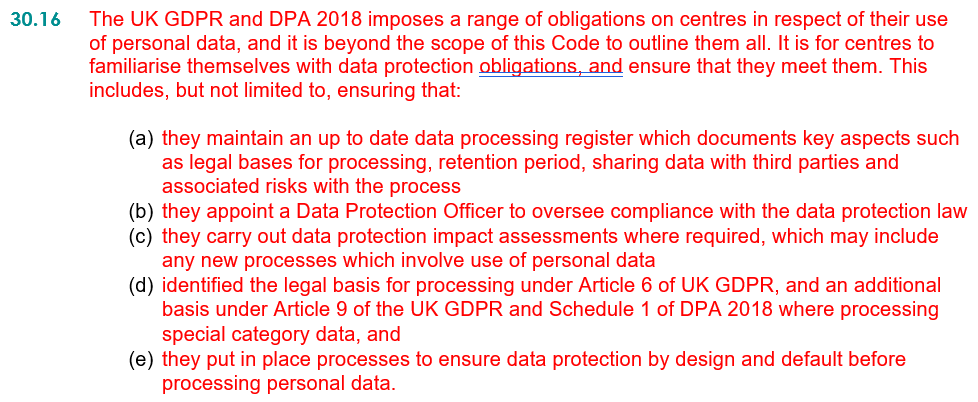 30.16 The UK GDPR and DPA 2018 imposes a range of obligations on centres in respect of their use
of personal data, and it is beyond the scope of this Code to outline them all. It is for centres to
familiarise themselves with data protection obligations, and ensure that they meet them. This
includes, but not limited to, ensuring that:
(a) they maintain an up to date data processing register which documents key aspects such
as legal bases for processing, retention period, sharing data with third parties and
associated risks with the process
(b) they appoint a Data Protection Officer to oversee compliance with the data protection law
(c) they carry out data protection impact assessments where required, which may include
any new processes which involve use of personal data
(d) identified the legal basis for processing under Article 6 of UK GDPR, and an additional
basis under Article 9 of the UK GDPR and Schedule 1 of DPA 2018 where processing
special category data, and
(e) they put in place processes to ensure data protection by design and default before
processing personal data.